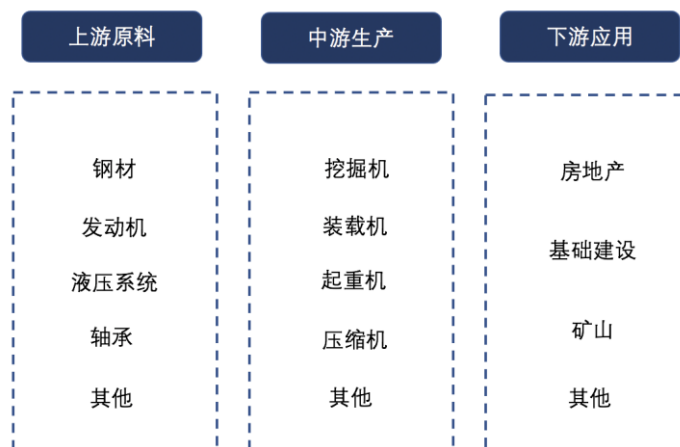 上游原料
中游生产
下游应用
钢材
发动机
液压系统
轴承
其他
挖掘机
装载机
起重机
压缩机
其他
房地产
基础建设
矿山
其他